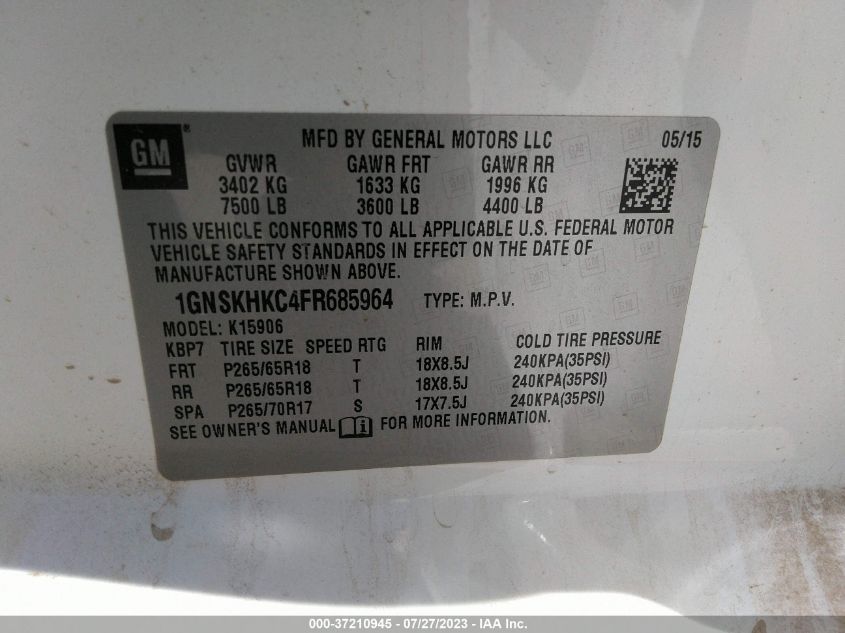 GM ® MFD BY GENERAL MOTORS LLC 05/15
GVWR GAWR FRT GAWR RR
3402 KG 1633 KG 1996 KG
7500 LB 3600 LB 4400 LB
THIS VEHICLE CONFORMS TO ALL APPLICABLE U.S. FEDERAL MOTOR
VEHICLE SAFETY STANDARDS IN EFFECT ON THE DATE OF
MANUFACTURE SHOWN ABOVE.
1GNSKHKC4FR685964 TYPE: M.P.V.
MODEL: K15906
KBP7 TIRE SIZE SPEED RTG RIM COLD TIRE PRESSURE
FRT P265/65R18 T 18X8.5J 240KPA(35PSI)
RR P265/65R18 T 18X8.5J 240KPA(35PSI)
SPA P265/70R17 S 17X7.5J 240KPA(35PSI)
SEE OWNER'S MANUAL i FOR MORE INFORMATION.
000-37210945 - 07/27/2023 - IAA Inc.